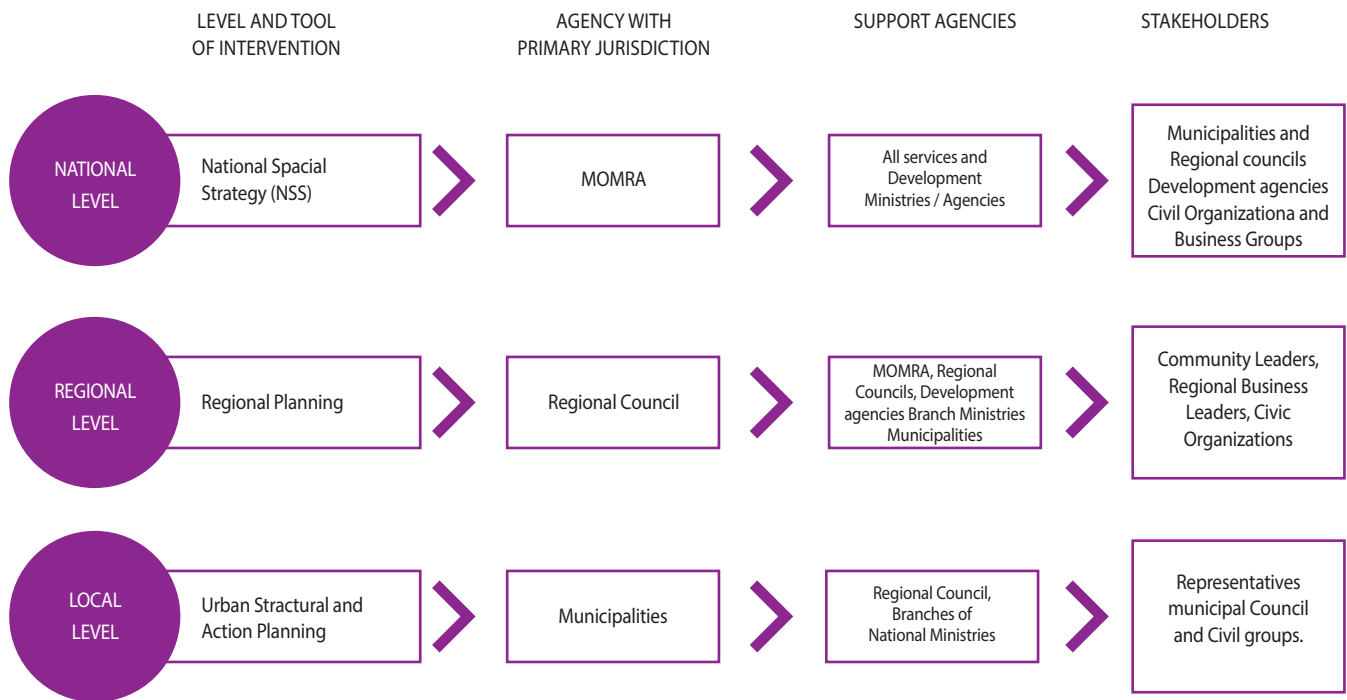 LEVEL AND TOOL
OF INTERVENTION
AGENCY WITH
PRIMARY JURISDICTION
SUPPORT AGENCIES
STAKEHOLDERS
NATIONAL
LEVEL
National Spacial
Strategy (NSS)
MOMRA
All services and
Development
Ministries / Agencies
Municipalities and
Regional councils
Development agencies
Civil Organizationa and
Business Groups
REGIONAL
LEVEL
Regional Planning
Regional Council
MOMRA, Regional
Councils, Development
agencies Branch Ministries
Municipalities
Community Leaders,
Regional Business
Leaders, Civic
Organizations
LOCAL
LEVEL
Urban Stractural and
Action Planning
Municipalities
Regional Council,
Branches of
National Ministries
Representatives
municipal Council
and Civil groups.